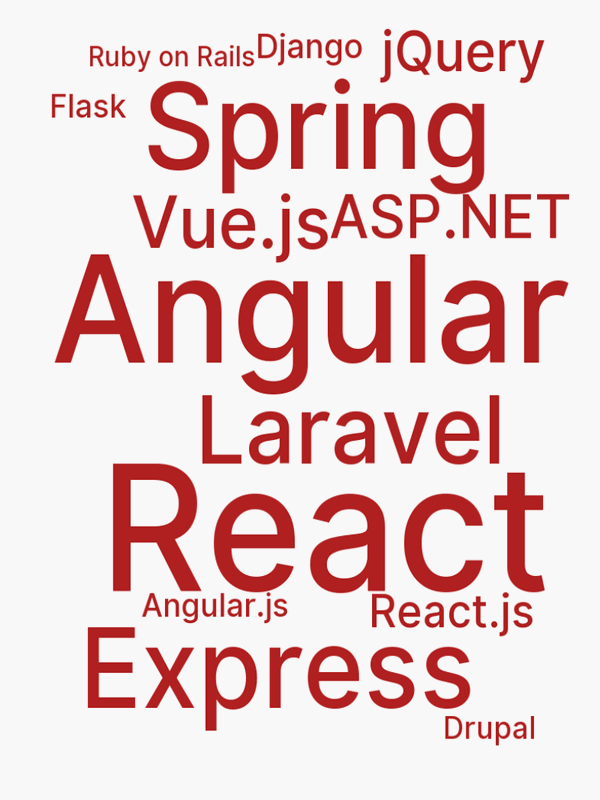 Ruby on Rails
Django
jQuery
Flask
Spring
Vue.js
ASP.NET
Angular
Laravel
React
Angular.js
React.js
Express
Drupal